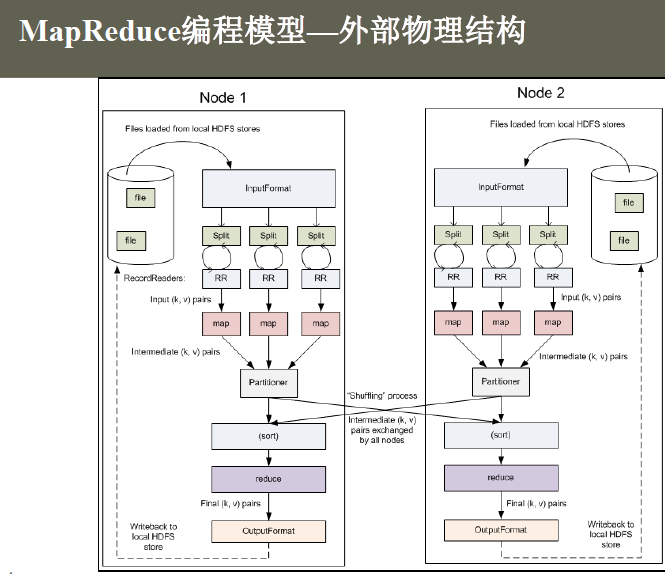 MapReduce编程模型—外部物理结构
Node 1
Files loaded from local HDFS stores
InputFormat
file
file
Split
Split
Split
RecordReaders:
RR
RR
RR
Input (k, v) pairs
map
map
map
Intermediate (k, v) pairs
Partitioner
(sort)
reduce
Final (k, v) pairs
OutputFormat
Writeback to
local HDFS
store
"Shuffling" process
Intermediate (k, v)
pairs exchanged
by all nodes
Node 2
Files loaded from local HDFS stores
InputFormat
file
file
Split
Split
Split
RR
RR
RR
Input (k, v) pairs
map
map
map
Intermediate (k, v) pairs
Partitioner
(sort)
reduce
Final (k, v) pairs
OutputFormat
Writeback to
local HDFS
store